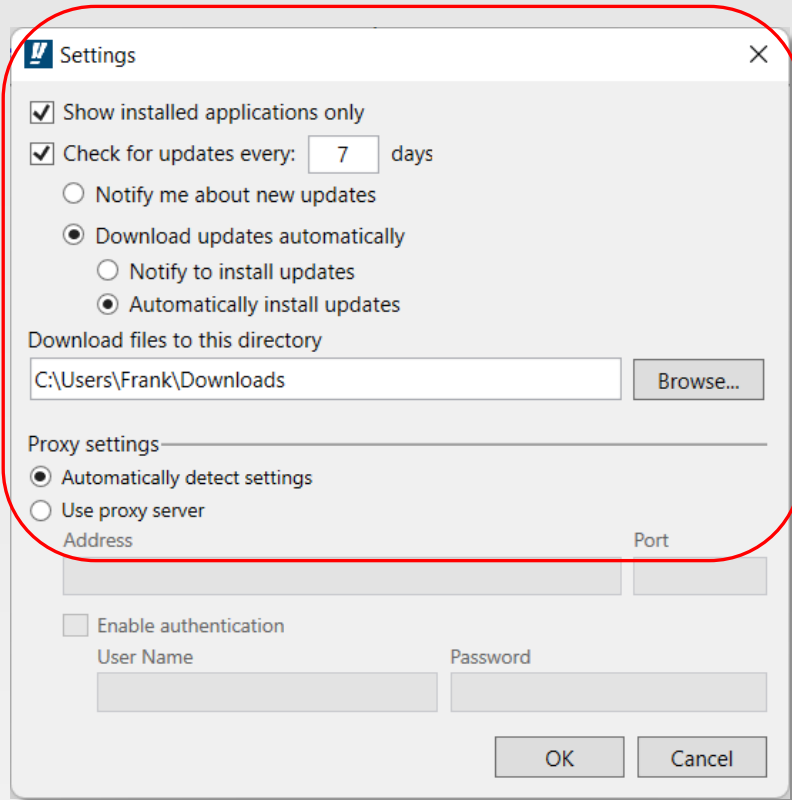 Settings
Show installed applications only
Check for updates every: 7 days
Notify me about new updates
Download updates automatically
Notify to install updates
Automatically install updates
Download files to this directory
C:\Users\Frank\Downloads Browse...
Proxy settings
Automatically detect settings
Use proxy server
Address Port
Enable authentication
User Name Password
OK Cancel